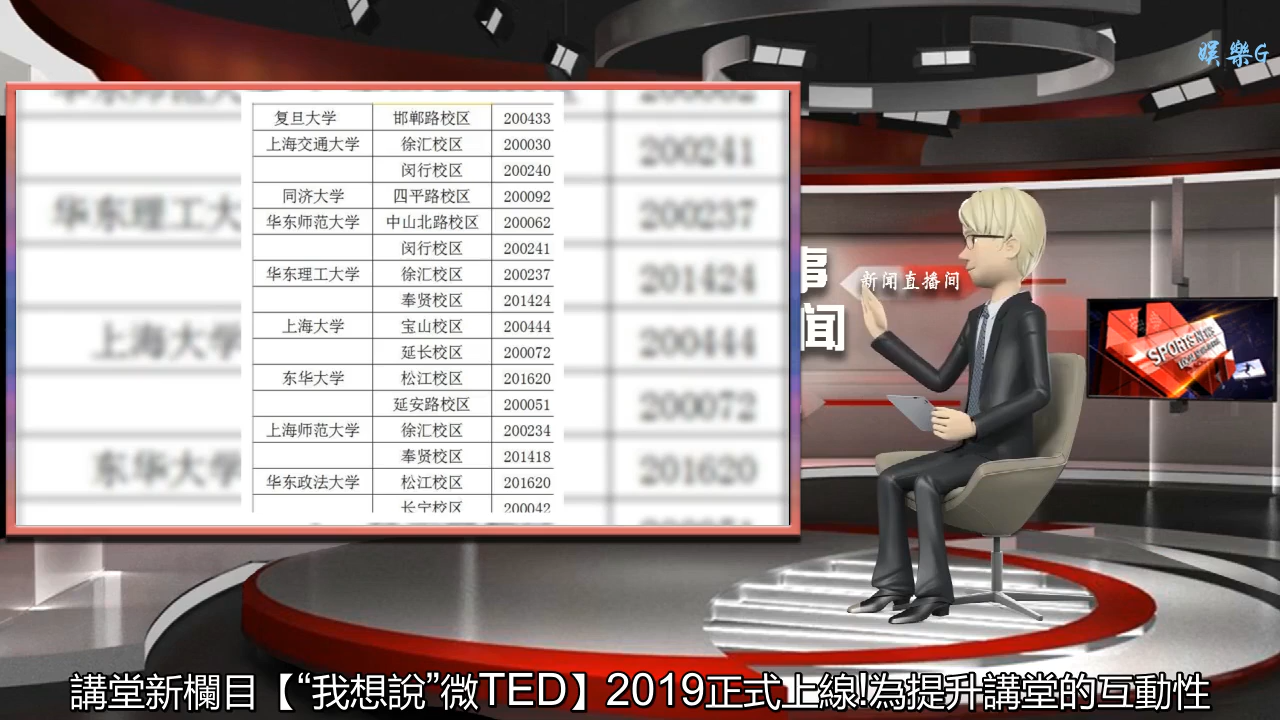 娱樂G
复旦大学 邯郸路校区 200433
上海交通大学 徐汇校区 200030
闵行校区 200240
同济大学 四平路校区 200092
华东师范大学 中山北路校区 200062
闵行校区 200241
华东理工大学 徐汇校区 200237
奉贤校区 201424
上海大学 宝山校区 200444
延长校区 200072
东华大学 松江校区 201620
延安路校区 200051
上海师范大学 徐汇校区 200234
奉贤校区 201418
华东政法大学 松江校区 201620
长宁校区 200042
200241
华东理工大 200237
201424
上海大学 200444
200072
东华大学 201620
事
新闻直播间
闻
SPORTS
講堂新欄目【“我想說”微TED】2019正式上線!為提升講堂的互動性